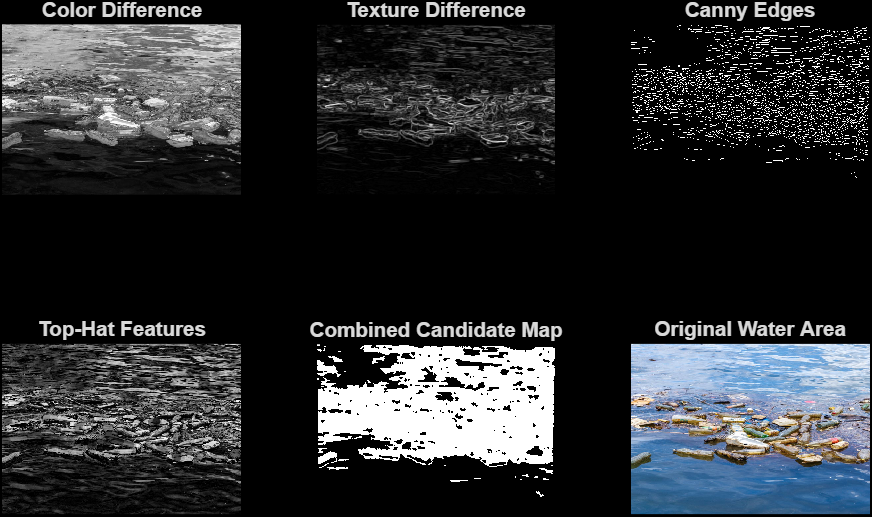 Color Difference
Texture Difference
Canny Edges
Top-Hat Features
Combined Candidate Map
Original Water Area